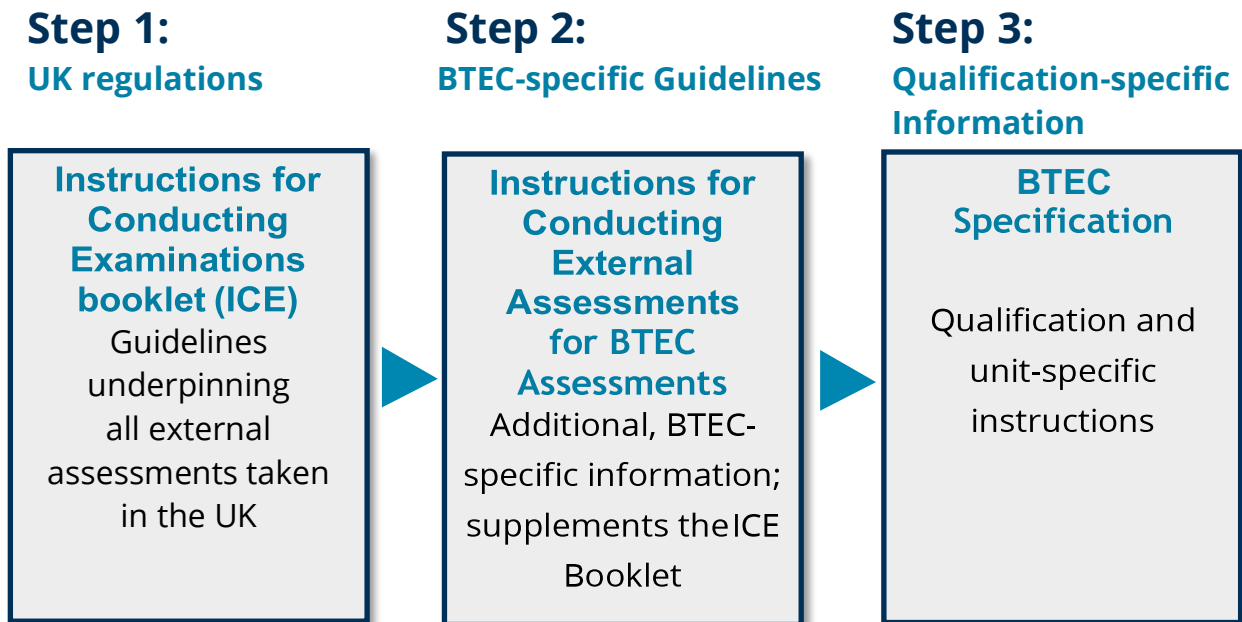 Step 1:
UK regulations
Instructions for
Conducting
Examinations
booklet (ICE)
Guidelines
underpinning
all external
assessments taken
in the UK
Step 2:
BTEC-specific Guidelines
Instructions for
Conducting
External
Assessments
for BTEC
Assessments
Additional, BTEC-
specific information;
supplements the ICE
Booklet
Step 3:
Qualification-specific
Information
BTEC
Specification
Qualification and
unit-specific
instructions